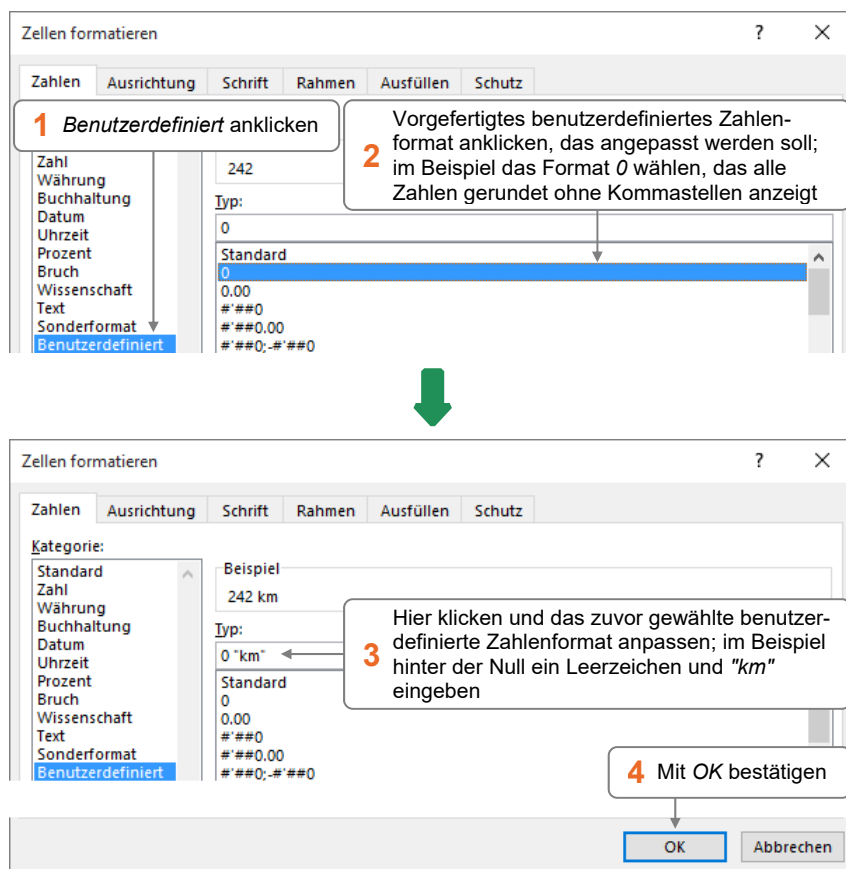 Zellen formatieren ?
Zahlen Ausrichtung Schrift Rahmen Ausfüllen Schutz
1 Benutzerdefiniert anklicken
2 Vorgefertigtes benutzerdefiniertes Zahlen-
format anklicken, das angepasst werden soll;
im Beispiel das Format 0 wählen, das alle
Zahlen gerundet ohne Kommastellen anzeigt
Zahl
Währung
Buchhaltung
Datum
Uhrzeit
Prozent
Bruch
Wissenschaft
Text
Sonderformat
Benutzerdefiniert
242
Typ:
0
Standard
0
0.00
#'##0
#'##0.00
#'##0;-#'##0
Zellen formatieren ?
Zahlen Ausrichtung Schrift Rahmen Ausfüllen Schutz
Kategorie:
Standard
Zahl
Währung
Buchhaltung
Datum
Uhrzeit
Prozent
Bruch
Wissenschaft
Text
Sonderformat
Benutzerdefiniert
Beispiel
242 km
Typ:
0 "km"
Standard
0
0.00
#'##0
#'##0.00
#'##0;-#'##0
3 Hier klicken und das zuvor gewählte benutzer-
definierte Zahlenformat anpassen; im Beispiel
hinter der Null ein Leerzeichen und "km"
eingeben
4 Mit OK bestätigen
OK Abbrechen